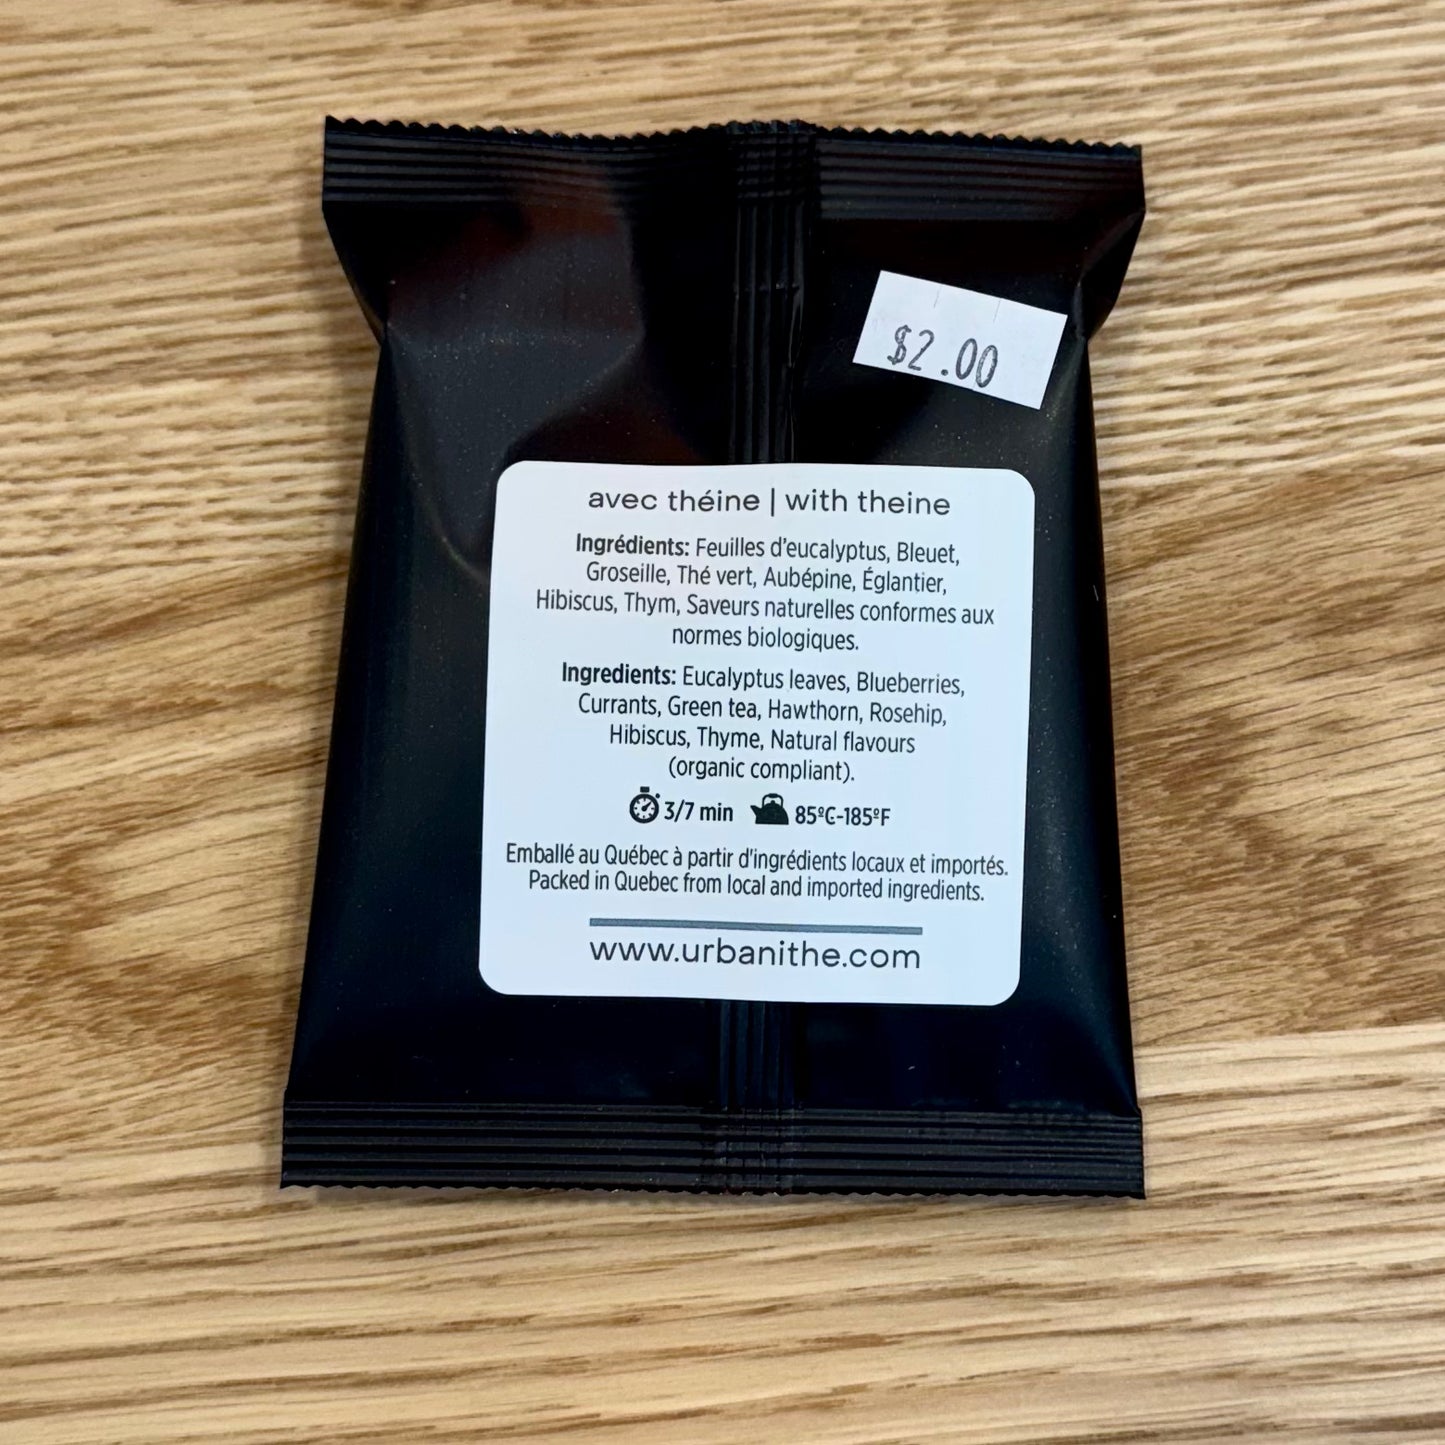 $2.00
avec théine | with theine
Ingrédients: Feuilles d'eucalyptus, Bleuet,
Groseille, Thé vert, Aubépine, Églantier,
Hibiscus, Thym, Saveurs naturelles conformes aux
normes biologiques.
Ingredients: Eucalyptus leaves, Blueberries,
Currants, Green tea, Hawthorn, Rosehip,
Hibiscus, Thyme, Natural flavours
(organic compliant).
3/7 min 85ºC-185ºF
Emballé au Québec à partir d'ingrédients locaux et importés.
Packed in Quebec from local and imported ingredients.
www.urbanithe.com